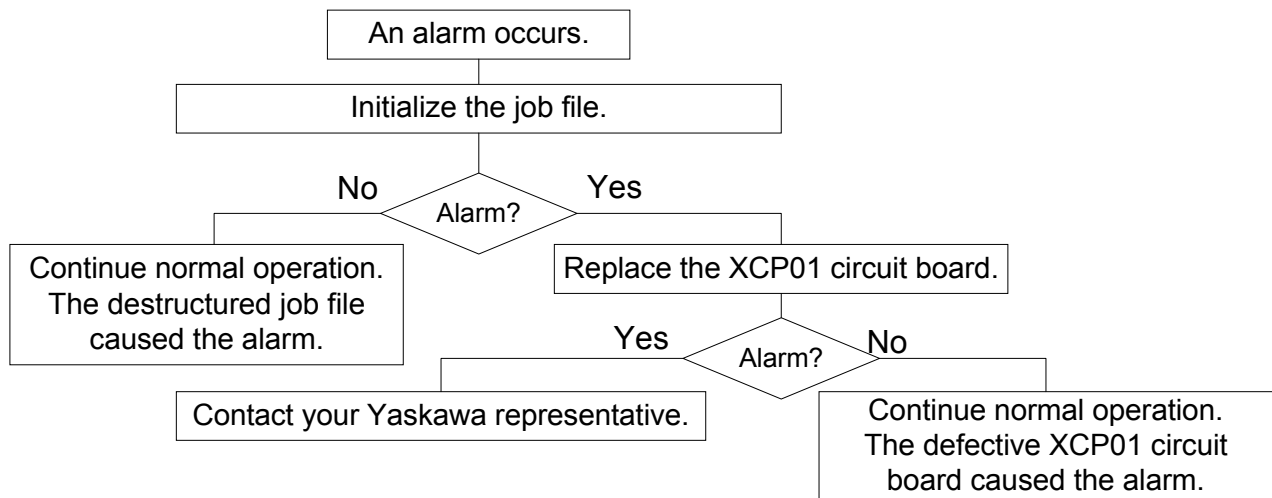 An alarm occurs.
Initialize the job file.
No
Yes
Alarm?
Continue normal operation.
The destructured job file
caused the alarm.
Replace the XCP01 circuit board.
Yes
No
Alarm?
Contact your Yaskawa representative.
Continue normal operation.
The defective XCP01 circuit
board caused the alarm.